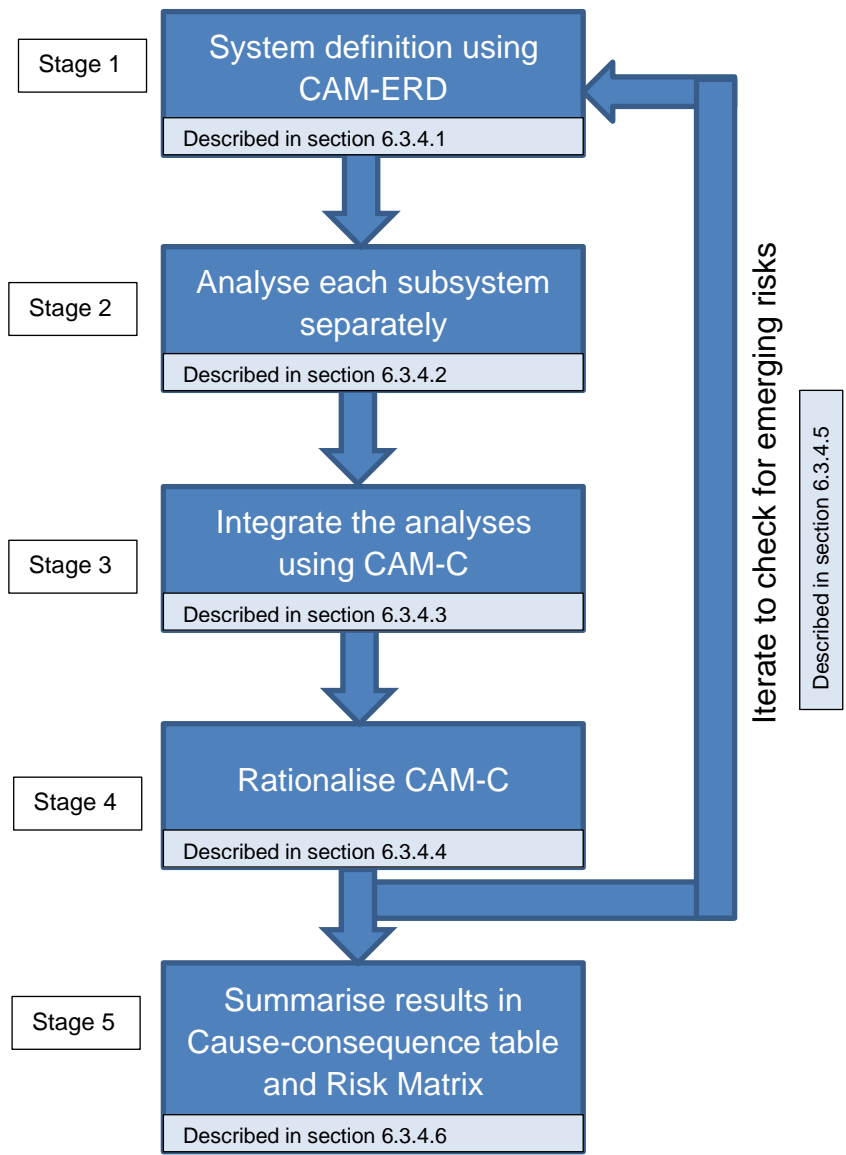 Stage 1
System definition using
CAM-ERD
Described in section 6.3.4.1
Stage 2
Analyse each subsystem
separately
Described in section 6.3.4.2
Stage 3
Integrate the analyses
using CAM-C
Described in section 6.3.4.3
Stage 4
Rationalise CAM-C
Described in section 6.3.4.4
Iterate to check for emerging risks
Described in section 6.3.4.5
Stage 5
Summarise results in
Cause-consequence table
and Risk Matrix
Described in section 6.3.4.6